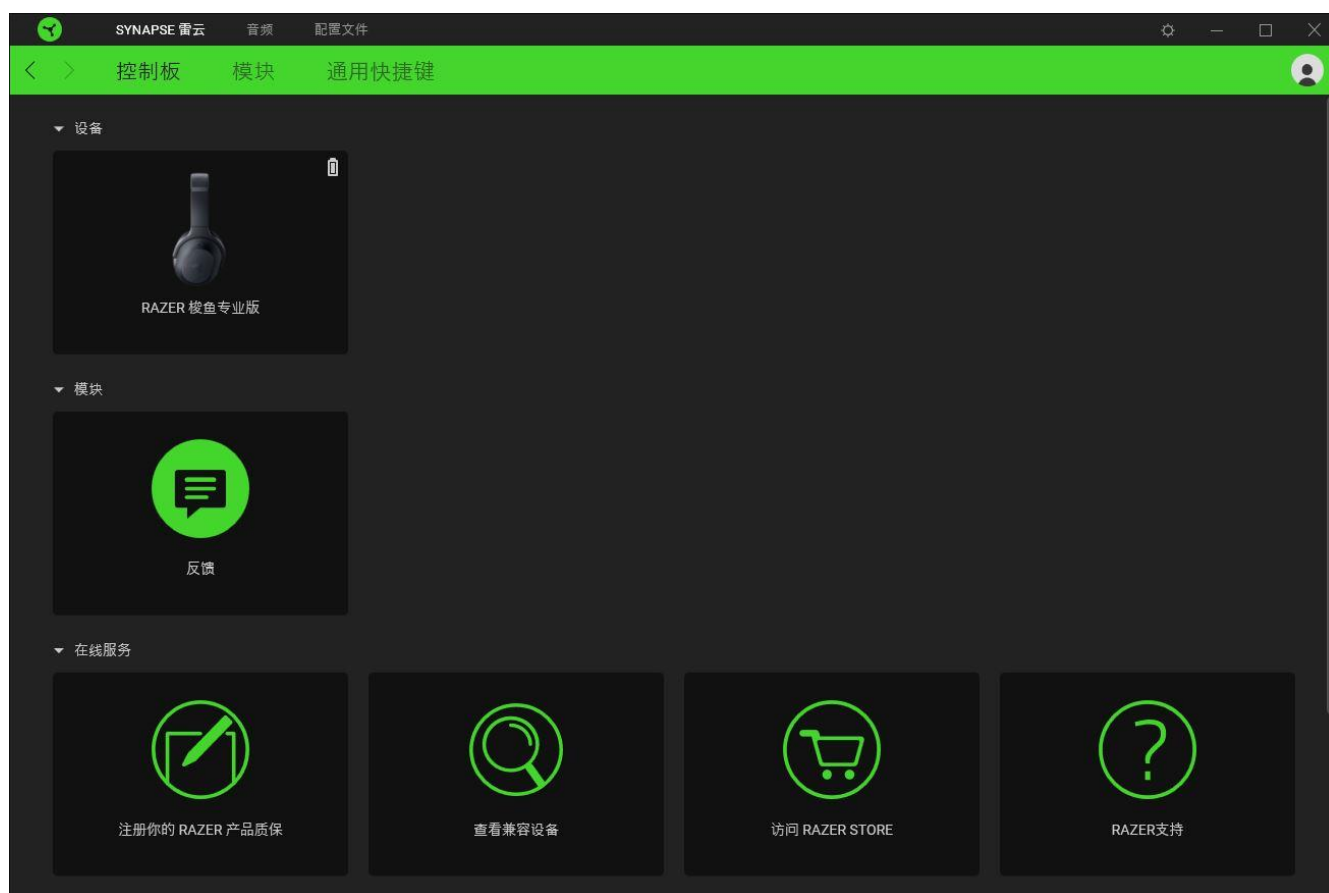 SYNAPSE 雷云 音频 配置文件
控制板 模块 通用快捷键
设备
RAZER 梭鱼专业版
模块
反馈
在线服务
注册你的 RAZER 产品质保 查看兼容设备 访问 RAZER STORE RAZER支持